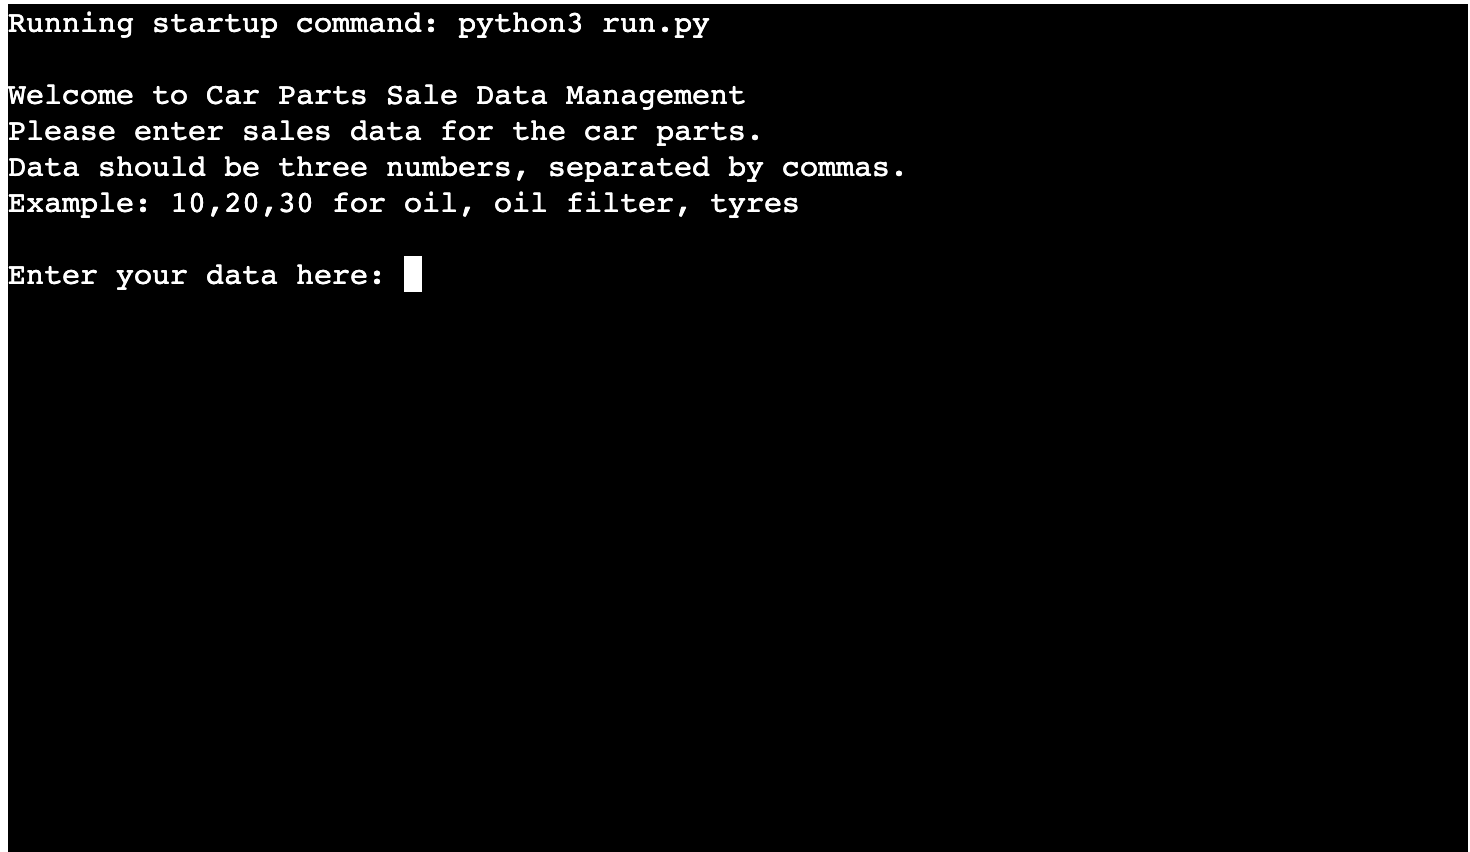 Running startup command: python3 run.py
Welcome to Car Parts Sale Data Management
Please enter sales data for the car parts.
Data should be three numbers, separated by commas.
Example: 10,20,30 for oil, oil filter, tyres
Enter your data here: